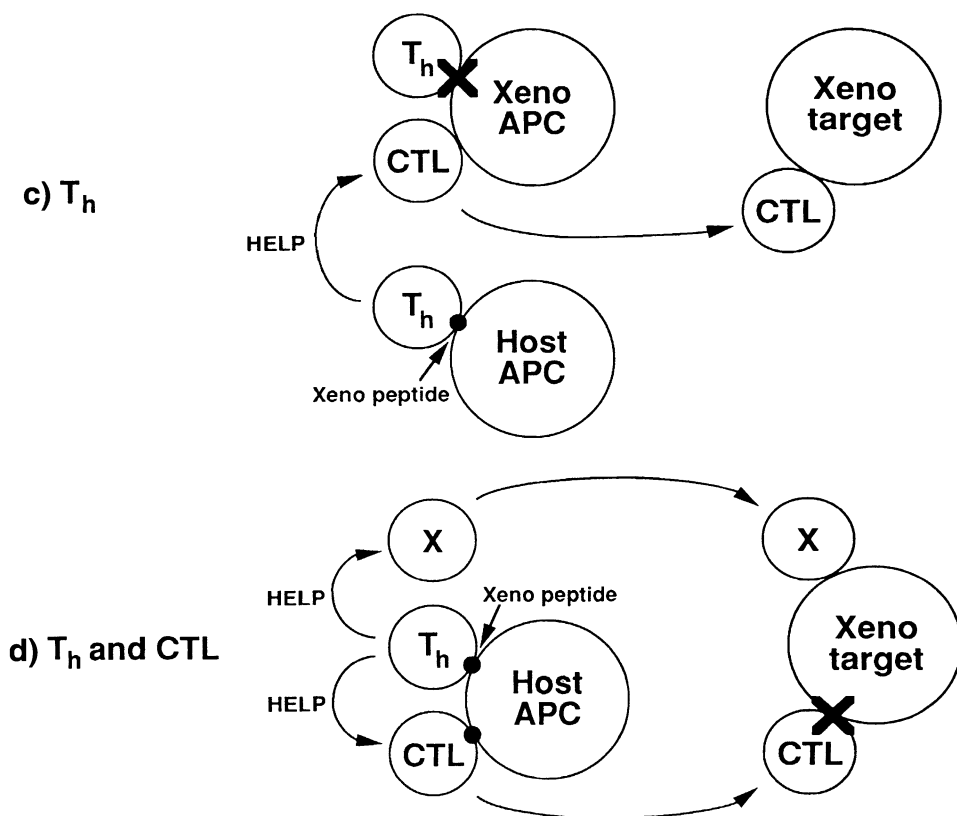 c) Th
Th
Xeno
APC
CTL
Xeno
target
CTL
HELP
Th
Host
APC
Xeno peptide
d) Th and CTL
X
X
HELP
Xeno peptide
Th
Xeno
target
Host
APC
HELP
CTL
CTL